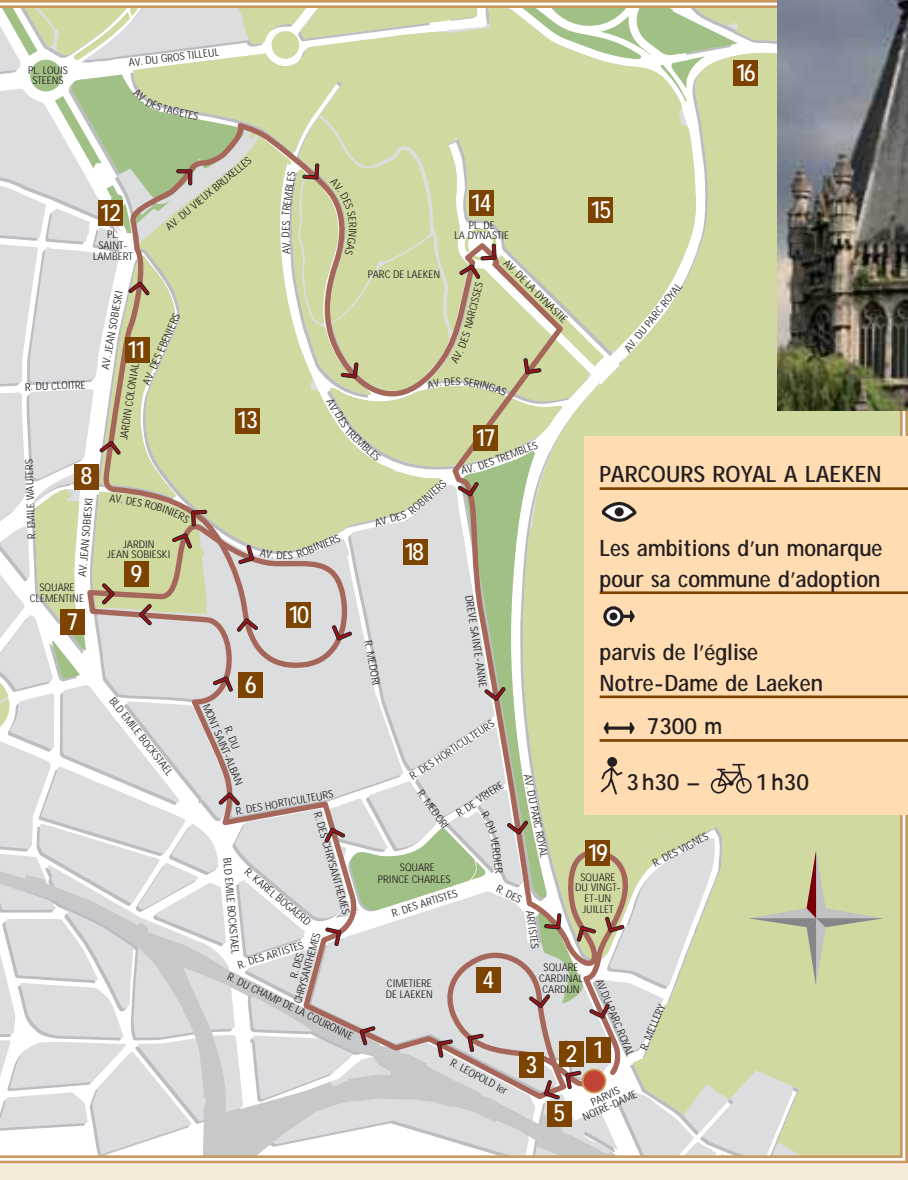 AV. DU GROS TILLEUL
PL. LOUIS
STEENS
16
AV. DES TAGETES
AV. DU VIEUX BRUXELLES
AV. DES TREMBLES
AV. DES SERINGAS
12
PL.
SAINT-
LAMBERT
14
PL. DE
LA DYNASTIE
15
PARC DE LAEKEN
AV. DE LA DYNASTIE
AV. DES NARCISSES
AV. DU PARC ROYAL
AV. JEAN SOBIESKI
11
JARDIN COLONIAL
AV. DES EBENIERS
R. DU CLOITRE
AV. DES SERINGAS
13
AV. DES TREMBLES
17
AV. DES TREMBLES
8
R. EMILE WAUTERS
AV. JEAN SOBIESKI
AV. DES ROBINIERS
AV. DES ROBINIERS
AV. DES ROBINIERS
JARDIN
JEAN SOBIESKI
9
18
SQUARE
CLEMENTINE
7
10
6
R. MEDORI
DREVE SAINTE-ANNE
BLD EMILE BOCKSTAEL
R. DU
MONT SAINT-ALBAN
R. DES HORTICULTEURS
R. DES HORTICULTEURS
R. MEDORI
R. DE VRIERE
R. DU VERDIER
AV. DU PARC ROYAL
R. DES CHRYSANTHEMES
SQUARE
PRINCE CHARLES
BLD EMILE BOCKSTAEL
R. KAREL BOGAERD
R. DES ARTISTES
R. DES
ARTISTES
R. DES ARTISTES
R. DES
CHRYSANTHEMES
R. DU CHAMP DE LA COURONNE
19
SQUARE
DU VINGT-
ET-UN
JUILLET
R. DES VIGNES
CIMETIERE
DE LAEKEN
4
SQUARE
CARDINAL
CARDIJN
AV. DU PARC ROYAL
R. MELLERY
R. LEOPOLD Ier
3
2
1
5
PARVIS
NOTRE-DAME
PARCOURS ROYAL A LAEKEN
Les ambitions d'un monarque
pour sa commune d'adoption
parvis de l'église
Notre-Dame de Laeken
7300 m
3h30 – 1h30